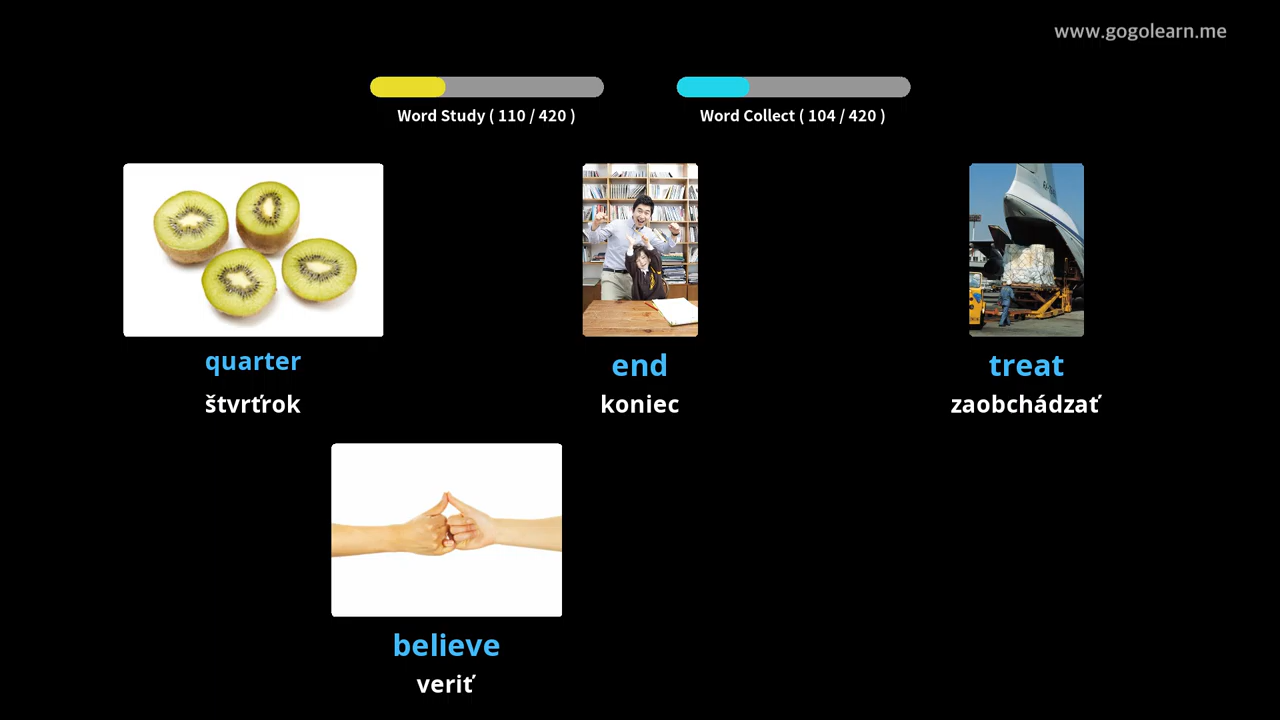 www.gogolearn.me
Word Study ( 110 / 420 )
Word Collect ( 104 / 420 )
quarter
štvrťrok
end
koniec
treat
zaobchádzať
believe
veriť